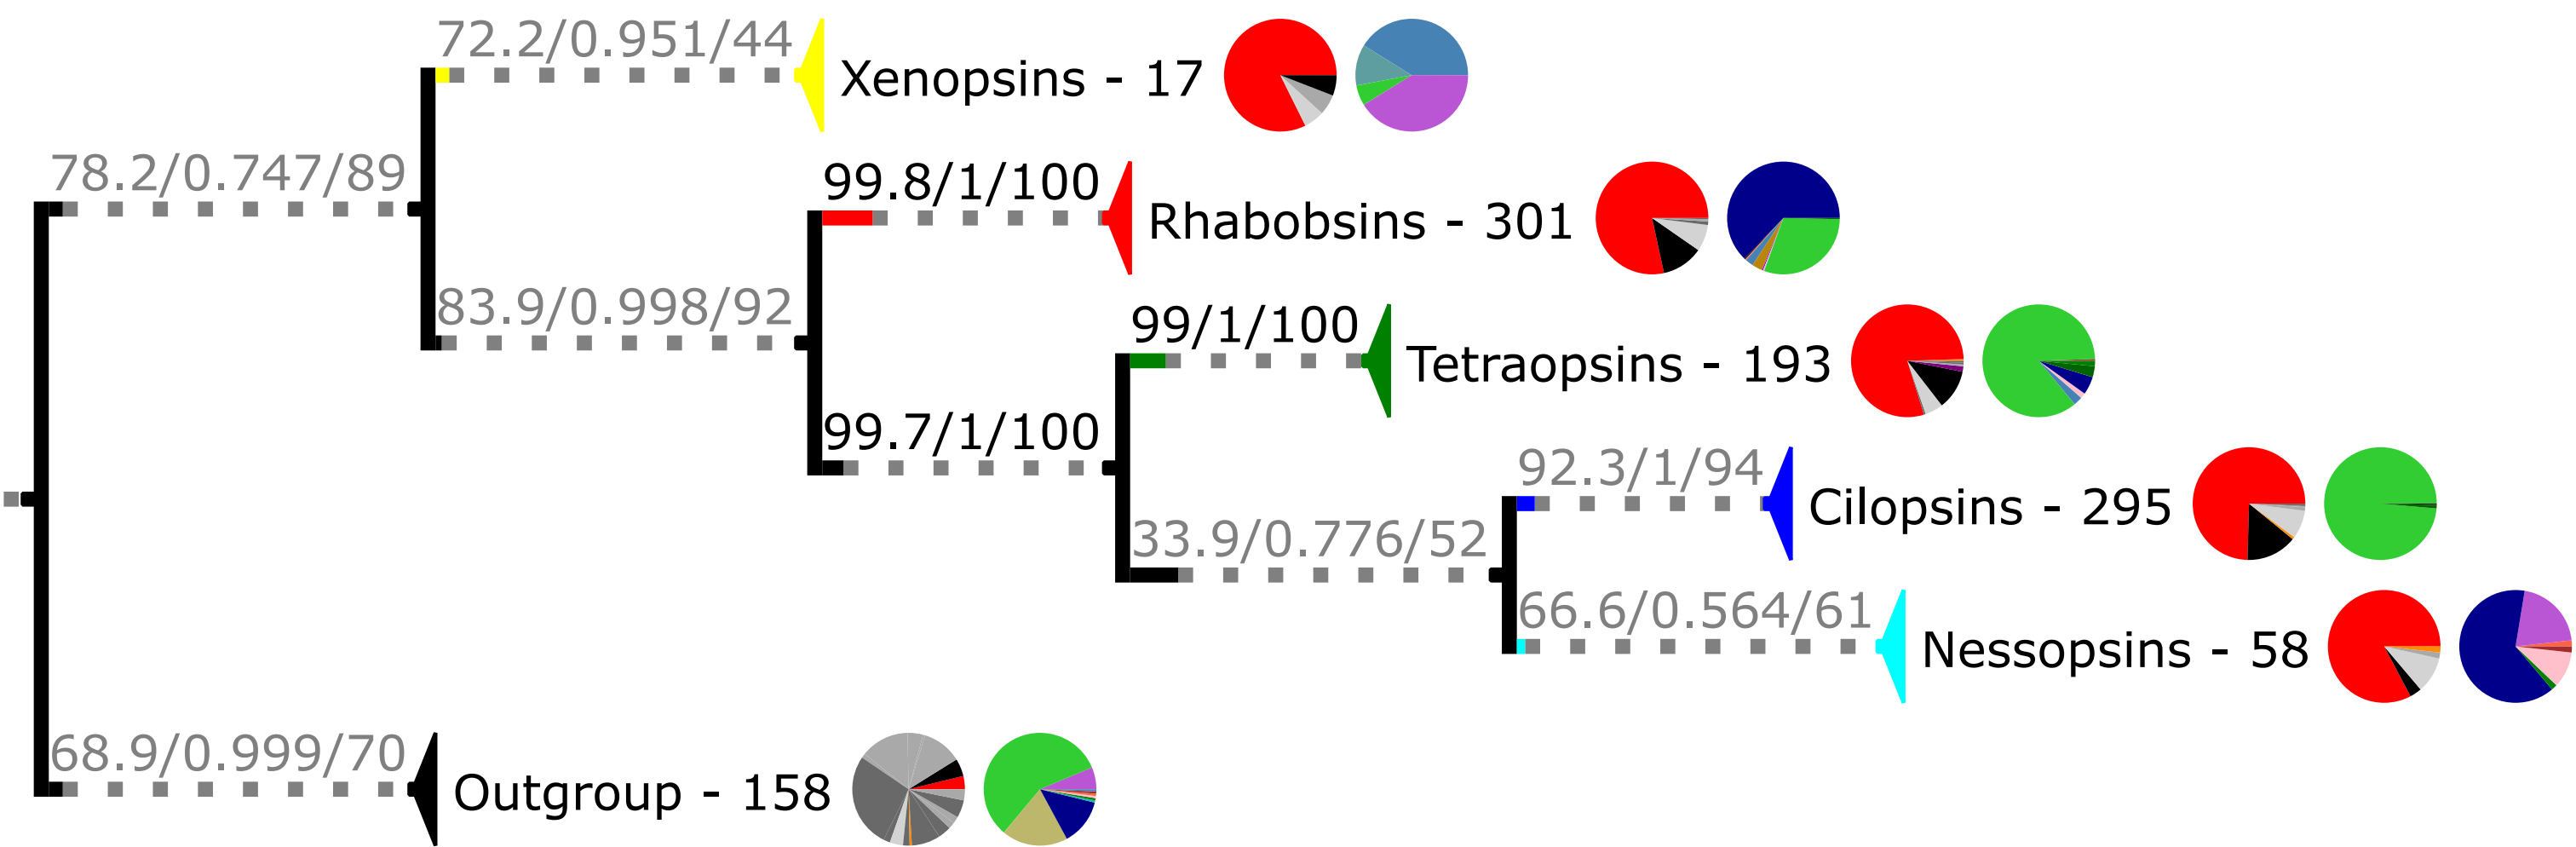 72.2/0.951/44
Xenopsins - 17
78.2/0.747/89
99.8/1/100
Rhabobsins - 301
83.9/0.998/92
99/1/100
Tetraopsins - 193
99.7/1/100
92.3/1/94
Cilopsins - 295
33.9/0.776/52
66.6/0.564/61
Nessopsins - 58
68.9/0.999/70
Outgroup - 158